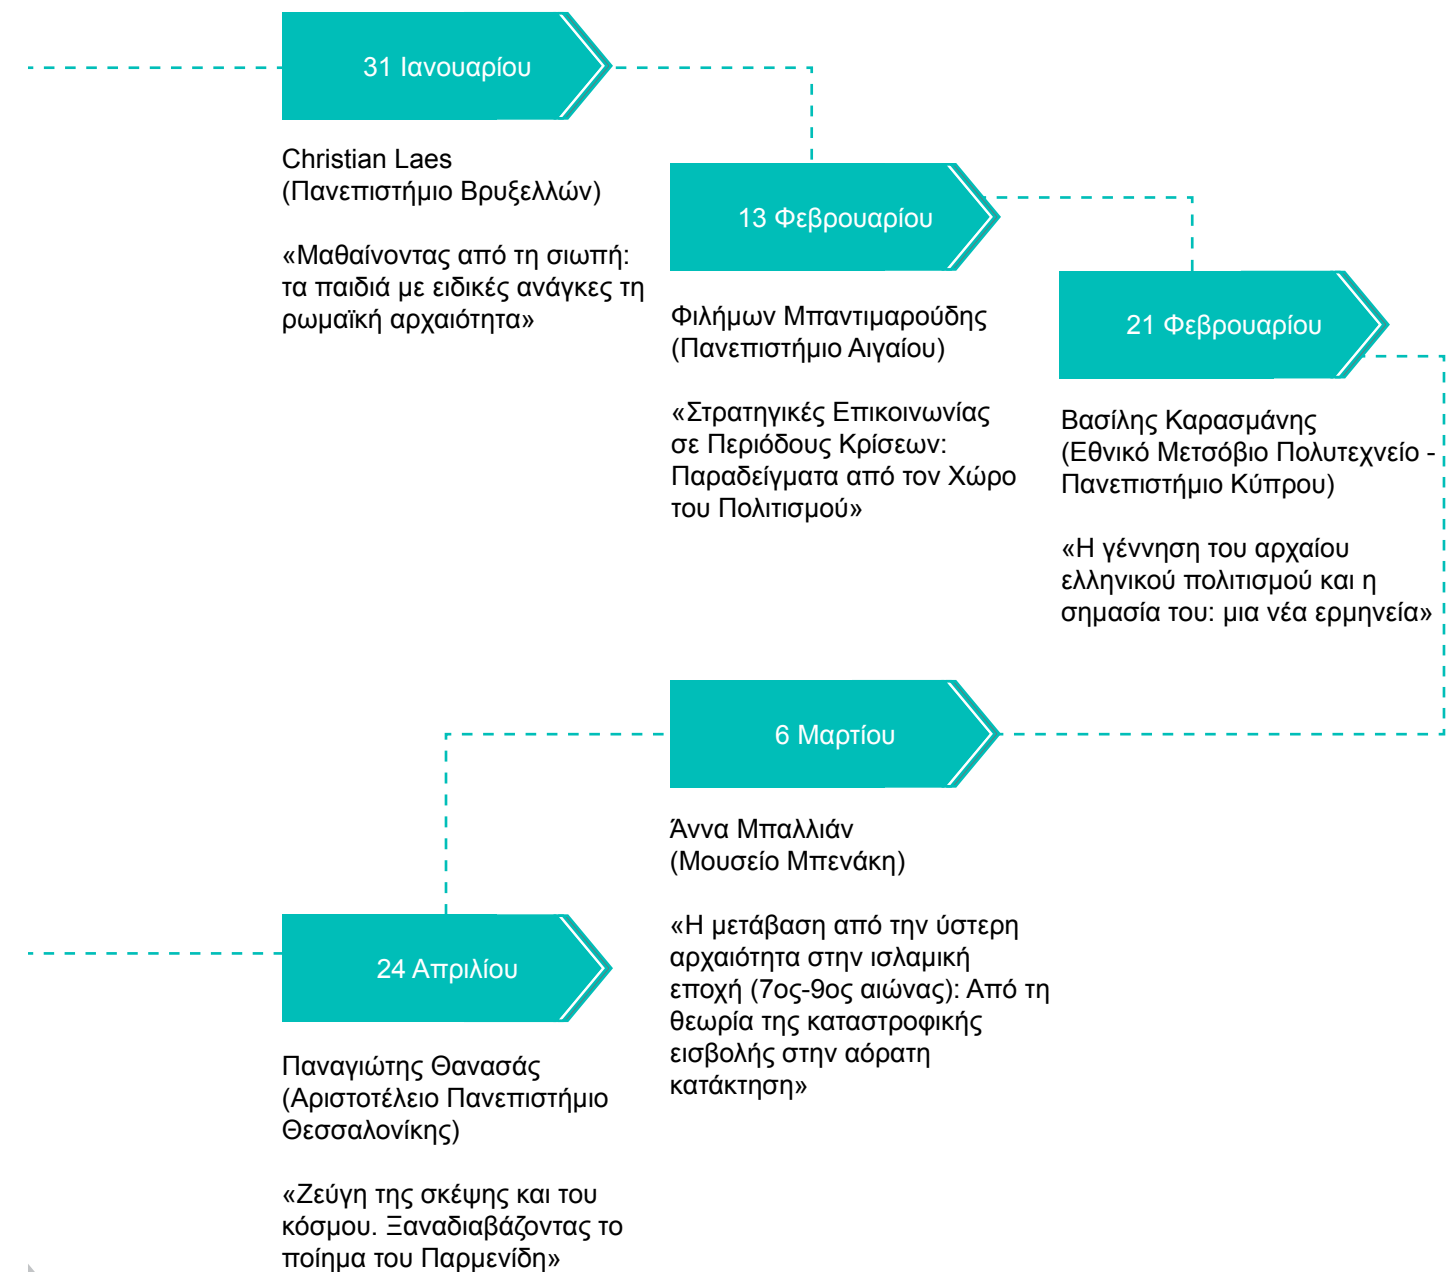 31 Ιανουαρίου
Christian Laes
(Πανεπιστήμιο Βρυξελλών)
«Μαθαίνοντας από τη σιωπή:
τα παιδιά με ειδικές ανάγκες τη
ρωμαϊκή αρχαιότητα»
13 Φεβρουαρίου
Φιλήμων Μπαντιμαρούδης
(Πανεπιστήμιο Αιγαίου)
«Στρατηγικές Επικοινωνίας
σε Περιόδους Κρίσεων:
Παραδείγματα από τον Χώρο
του Πολιτισμού»
21 Φεβρουαρίου
Βασίλης Καρασμάνης
(Εθνικό Μετσόβιο Πολυτεχνείο -
Πανεπιστήμιο Κύπρου)
«Η γέννηση του αρχαίου
ελληνικού πολιτισμού και η
σημασία του: μια νέα ερμηνεία»
6 Μαρτίου
Άννα Μπαλλιάν
(Μουσείο Μπενάκη)
«Η μετάβαση από την ύστερη
αρχαιότητα στην ισλαμική
εποχή (7ος-9ος αιώνας): Από τη
θεωρία της καταστροφικής
εισβολής στην αόρατη
κατάκτηση»
24 Απριλίου
Παναγιώτης Θανασάς
(Αριστοτέλειο Πανεπιστήμιο
Θεσσαλονίκης)
«Ζεύγη της σκέψης και του
κόσμου. Ξαναδιαβάζοντας το
ποίημα του Παρμενίδη»